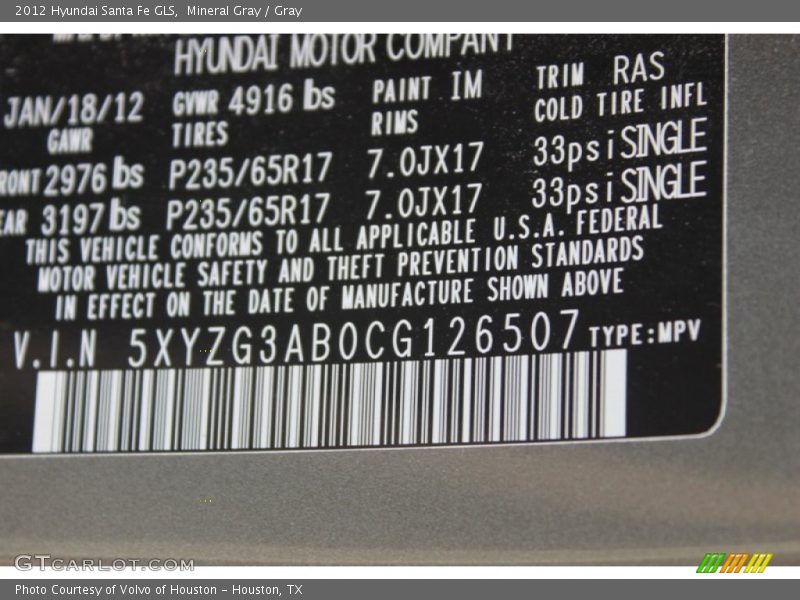 2012 Hyundai Santa Fe GLS,  Mineral Gray / Gray
HYUNDAI MOTOR COMPANY
JAN/18/12 GVWR 4916 lbs PAINT IM TRIM RAS
GAWR TIRES RIMS COLD TIRE INFL
FRONT 2976 lbs P235/65R17 7.0JX17 33psi SINGLE
REAR 3197 lbs P235/65R17 7.0JX17 33psi SINGLE
THIS VEHICLE CONFORMS TO ALL APPLICABLE U.S.A. FEDERAL
MOTOR VEHICLE SAFETY AND THEFT PREVENTION STANDARDS
IN EFFECT ON THE DATE OF MANUFACTURE SHOWN ABOVE
V.I.N 5XYZG3AB0CG126507 TYPE:MPV
GTCARLOT.COM
Photo Courtesy of Volvo of Houston - Houston, TX